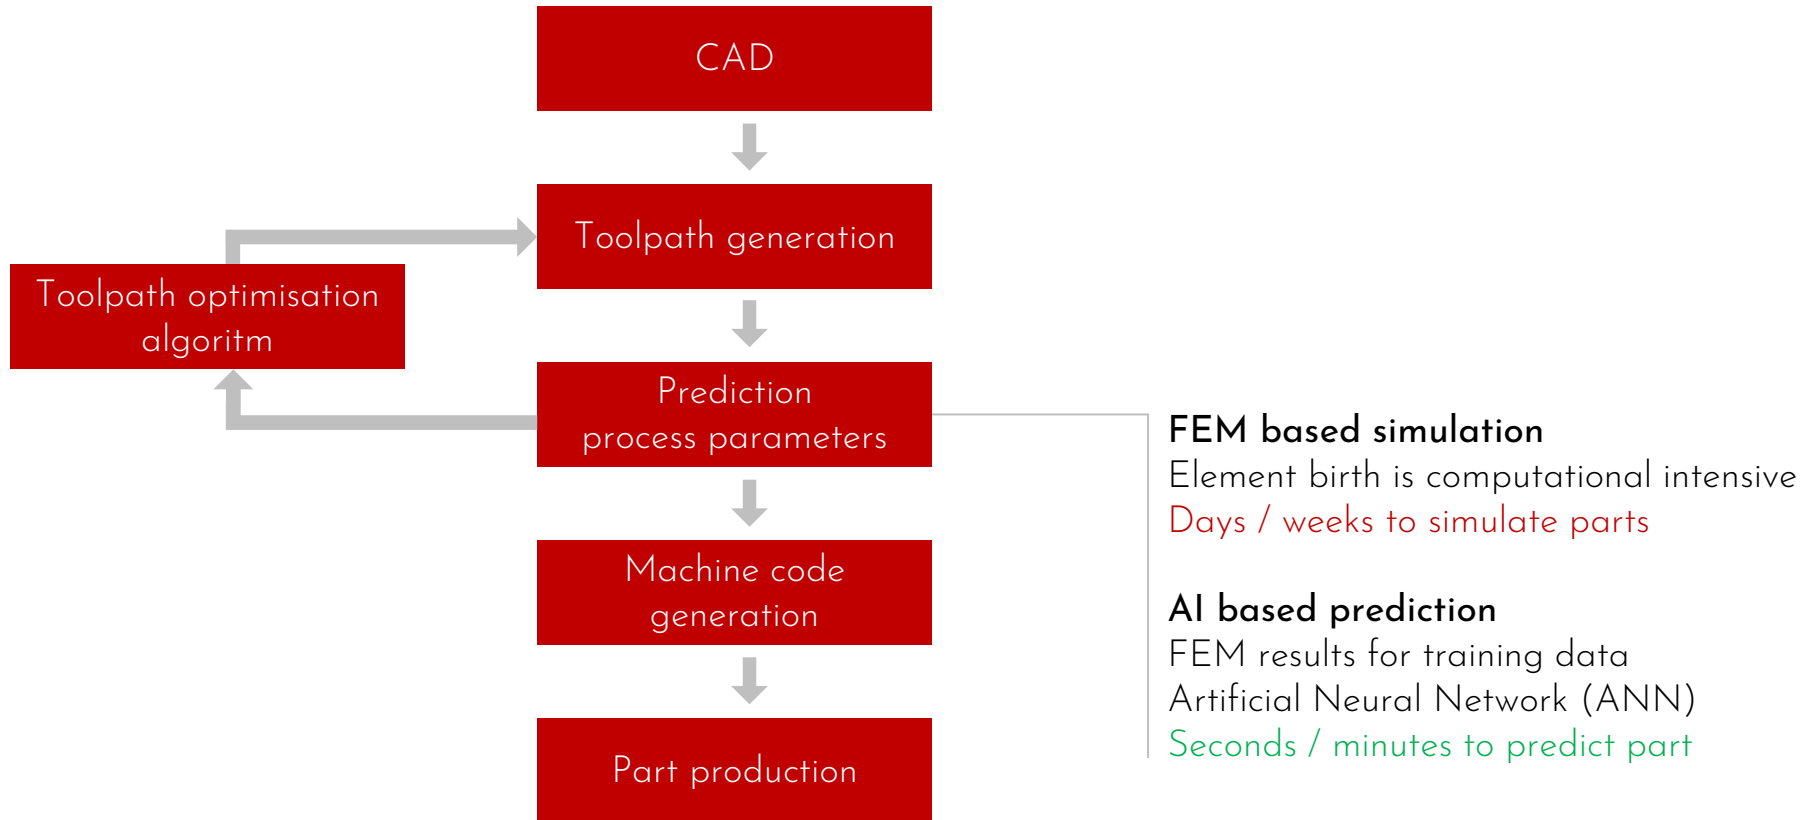 CAD
Toolpath generation
Toolpath optimisation
algoritm
Prediction
process parameters
Machine code
generation
Part production
FEM based simulation
Element birth is computational intensive
Days / weeks to simulate parts
AI based prediction
FEM results for training data
Artificial Neural Network (ANN)
Seconds / minutes to predict part